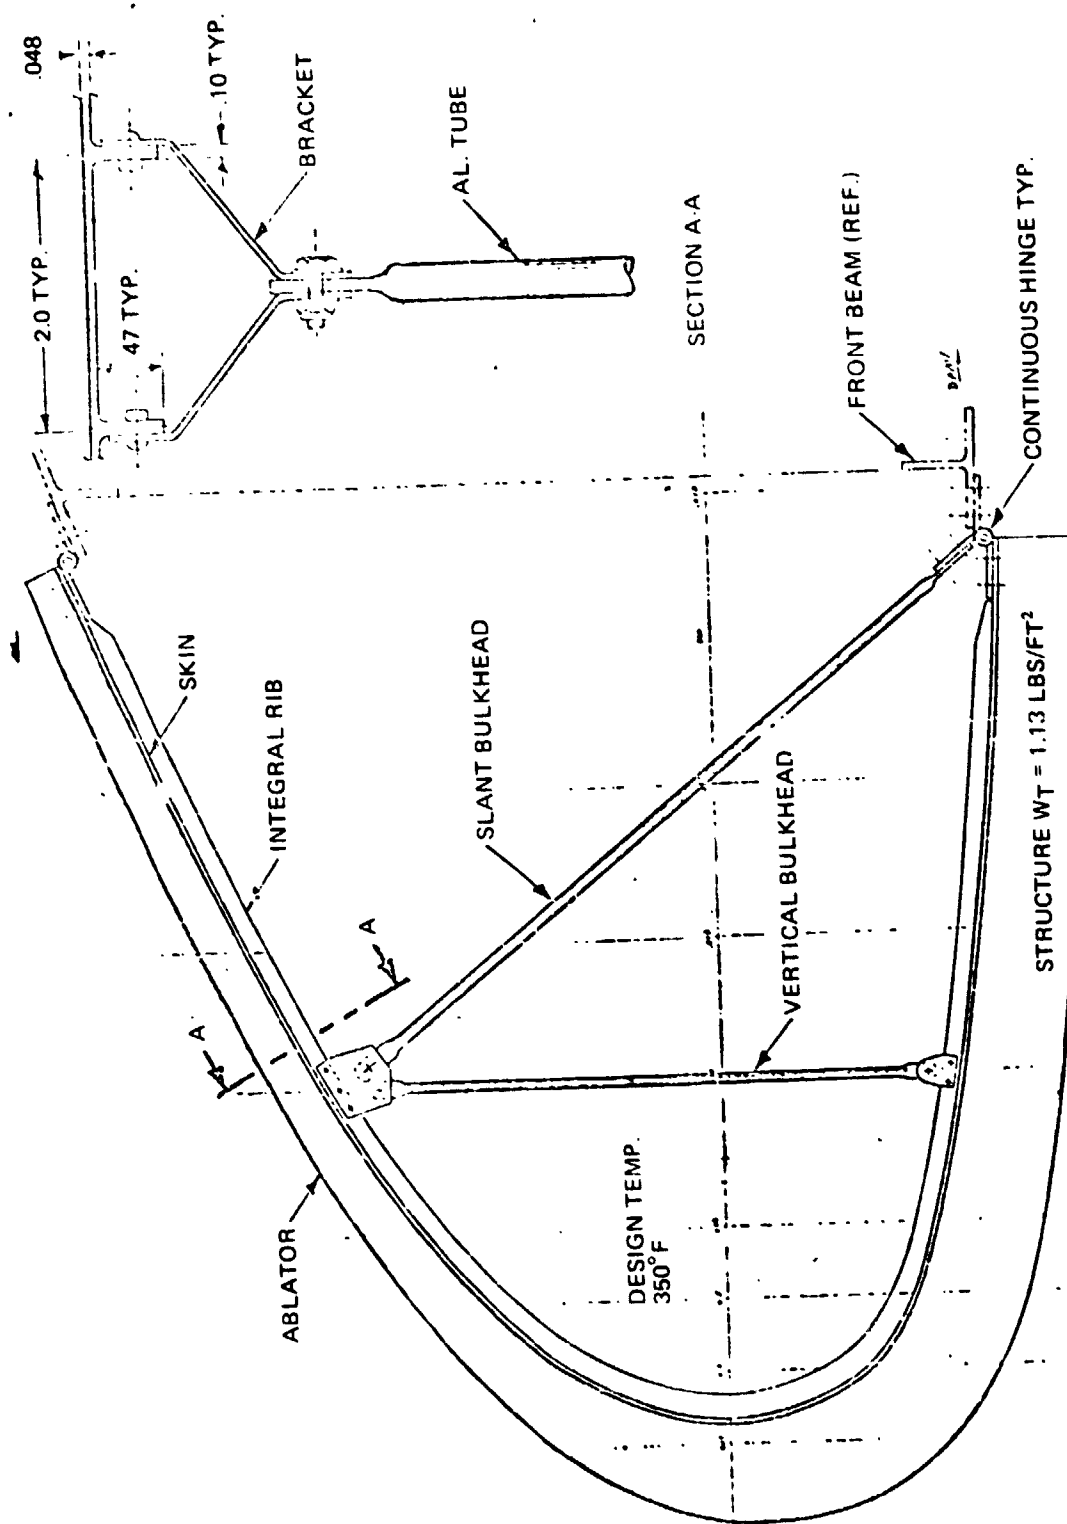 .048
2.0 TYP.
.10 TYP.
47 TYP.
BRACKET
AL. TUBE
SECTION A-A
SKIN
INTEGRAL RIB
SLANT BULKHEAD
FRONT BEAM (REF.)
CONTINUOUS HINGE TYP.
A
A
VERTICAL BULKHEAD
ABLATOR
DESIGN TEMP.
350°F
STRUCTURE WT = 1.13 LBS/FT²